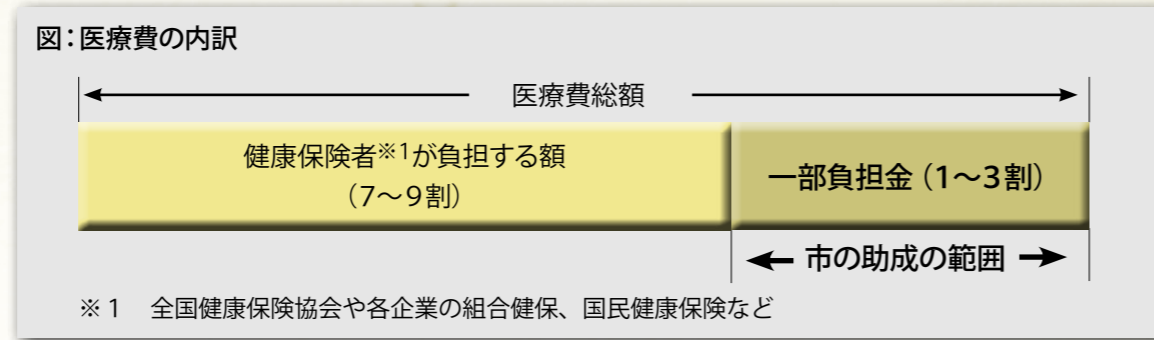 図：医療費の内訳
医療費総額
健康保険者※1が負担する額
（7～9割）
一部負担金（1～3割）
市の助成の範囲
※1　全国健康保険協会や各企業の組合健保、国民健康保険など